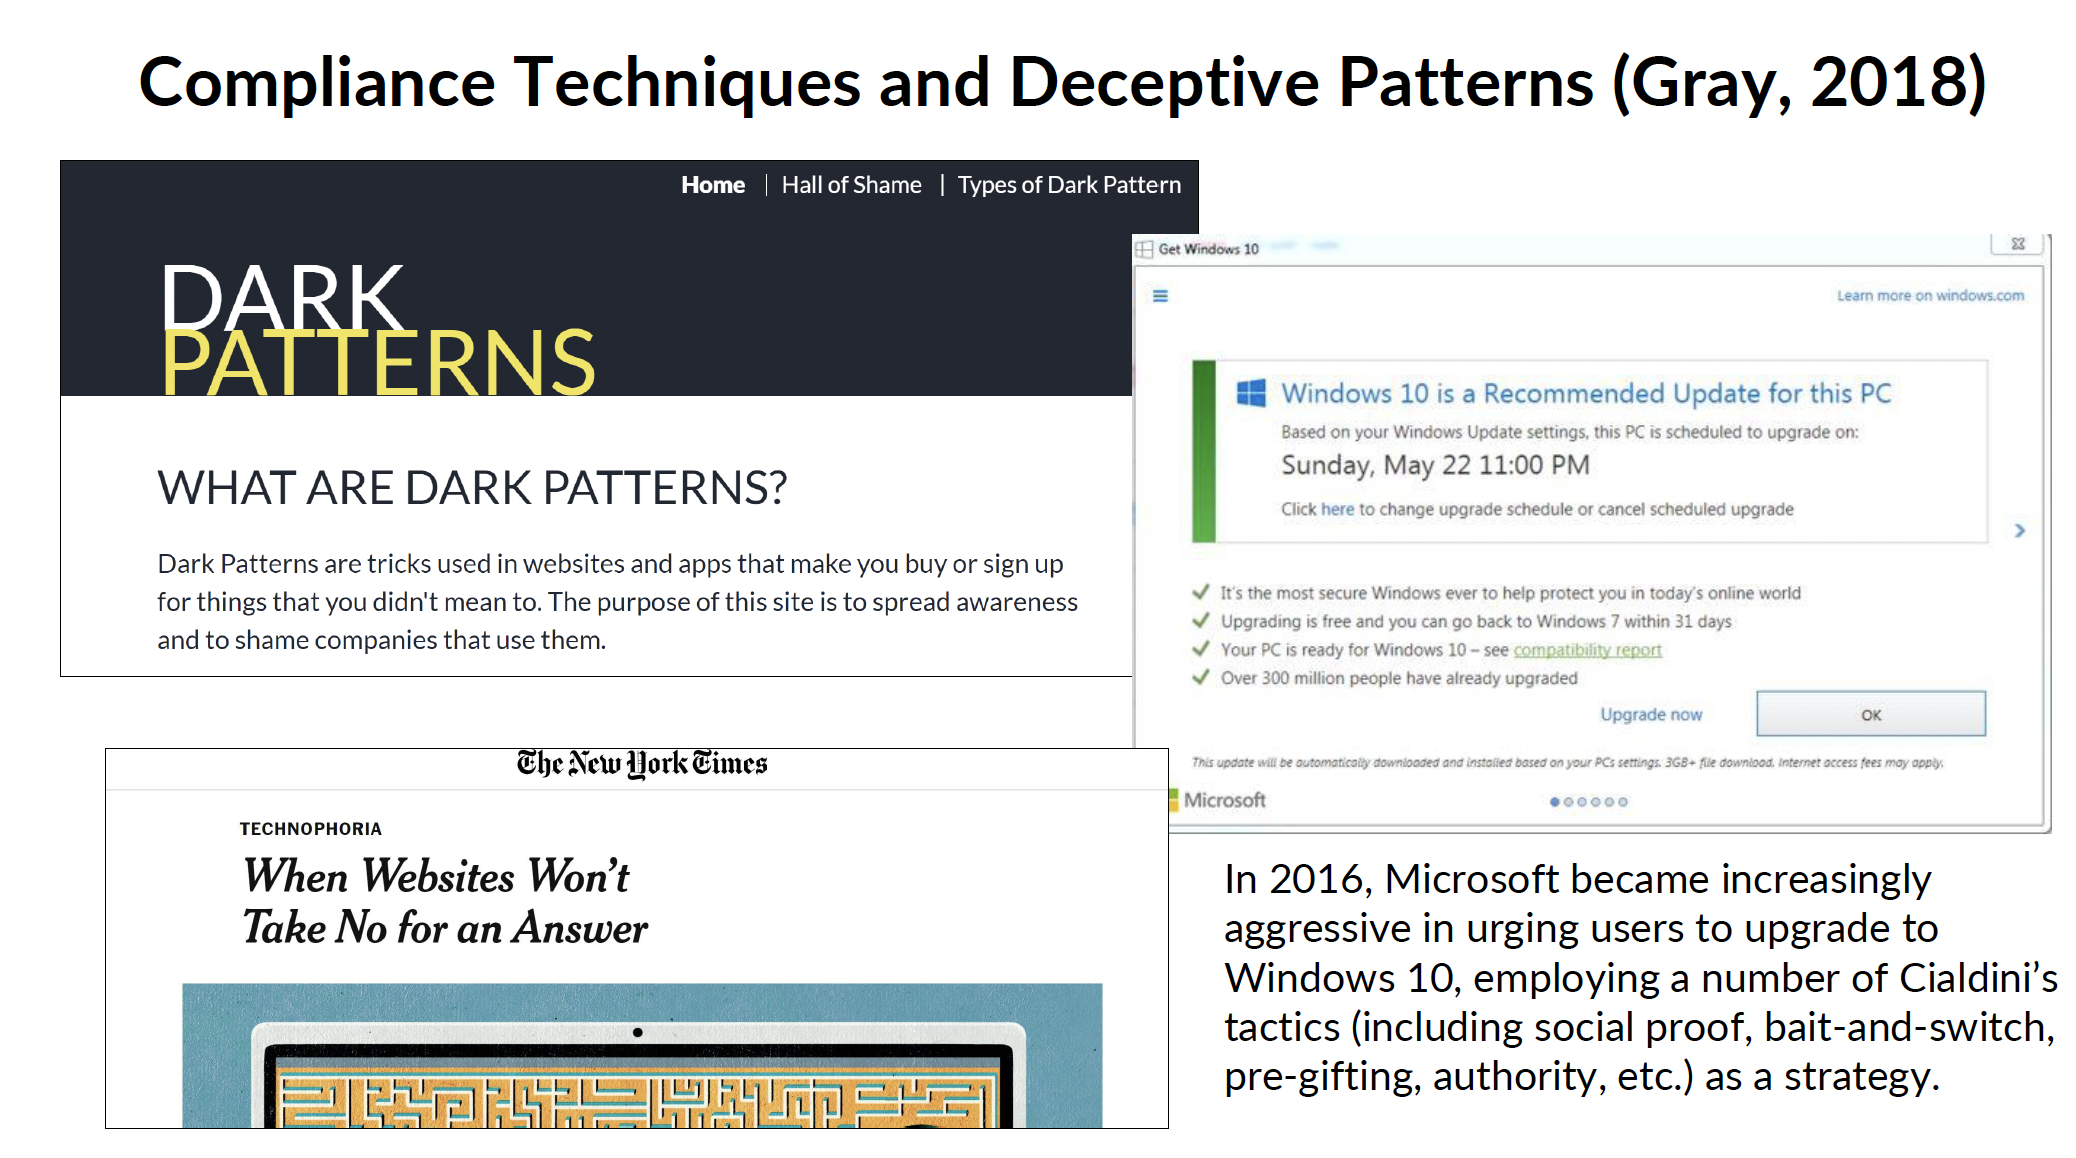 Compliance Techniques and Deceptive Patterns (Gray, 2018)
Home | Hall of Shame | Types of Dark Pattern
DARK
PATTERNS
WHAT ARE DARK PATTERNS?
Dark Patterns are tricks used in websites and apps that make you buy or sign up
for things that you didn't mean to. The purpose of this site is to spread awareness
and to shame companies that use them.
Get Windows 10
Learn more on windows.com
Windows 10 is a Recommended Update for this PC
Based on your Windows Update settings, this PC is scheduled to upgrade on:
Sunday, May 22 11:00 PM
Click here to change upgrade schedule or cancel scheduled upgrade
It's the most secure Windows ever to help protect you in today's online world
Upgrading is free and you can go back to Windows 7 within 31 days
Your PC is ready for Windows 10 – see compatibility report
Over 300 million people have already upgraded
Upgrade now
OK
This update will be automatically downloaded and installed based on your PCs settings. 3GB+ file download. Internet access fees may apply.
Microsoft
The New York Times
TECHNOPHORIA
When Websites Won't
Take No for an Answer
In 2016, Microsoft became increasingly
aggressive in urging users to upgrade to
Windows 10, employing a number of Cialdini's
tactics (including social proof, bait-and-switch,
pre-gifting, authority, etc.) as a strategy.